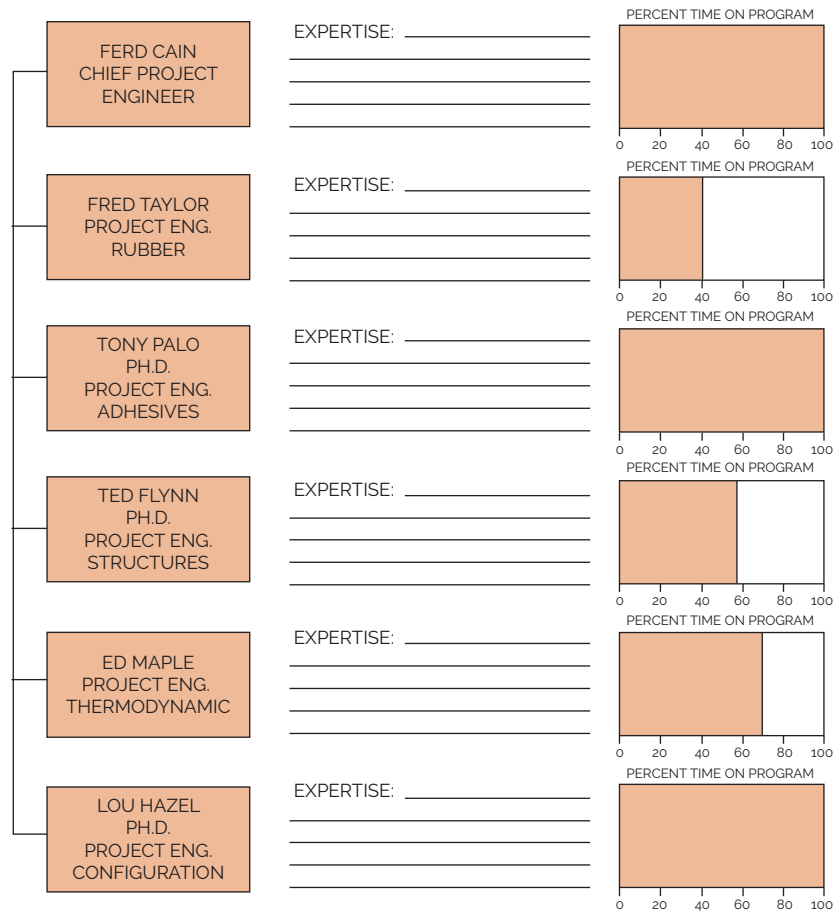 FERD CAIN
CHIEF PROJECT
ENGINEER
EXPERTISE:
PERCENT TIME ON PROGRAM
0 20 40 60 80 100
FRED TAYLOR
PROJECT ENG.
RUBBER
EXPERTISE:
PERCENT TIME ON PROGRAM
0 20 40 60 80 100
TONY PALO
PH.D.
PROJECT ENG.
ADHESIVES
EXPERTISE:
PERCENT TIME ON PROGRAM
0 20 40 60 80 100
TED FLYNN
PH.D.
PROJECT ENG.
STRUCTURES
EXPERTISE:
PERCENT TIME ON PROGRAM
0 20 40 60 80 100
ED MAPLE
PROJECT ENG.
THERMODYNAMIC
EXPERTISE:
PERCENT TIME ON PROGRAM
0 20 40 60 80 100
LOU HAZEL
PH.D.
PROJECT ENG.
CONFIGURATION
EXPERTISE:
PERCENT TIME ON PROGRAM
0 20 40 60 80 100